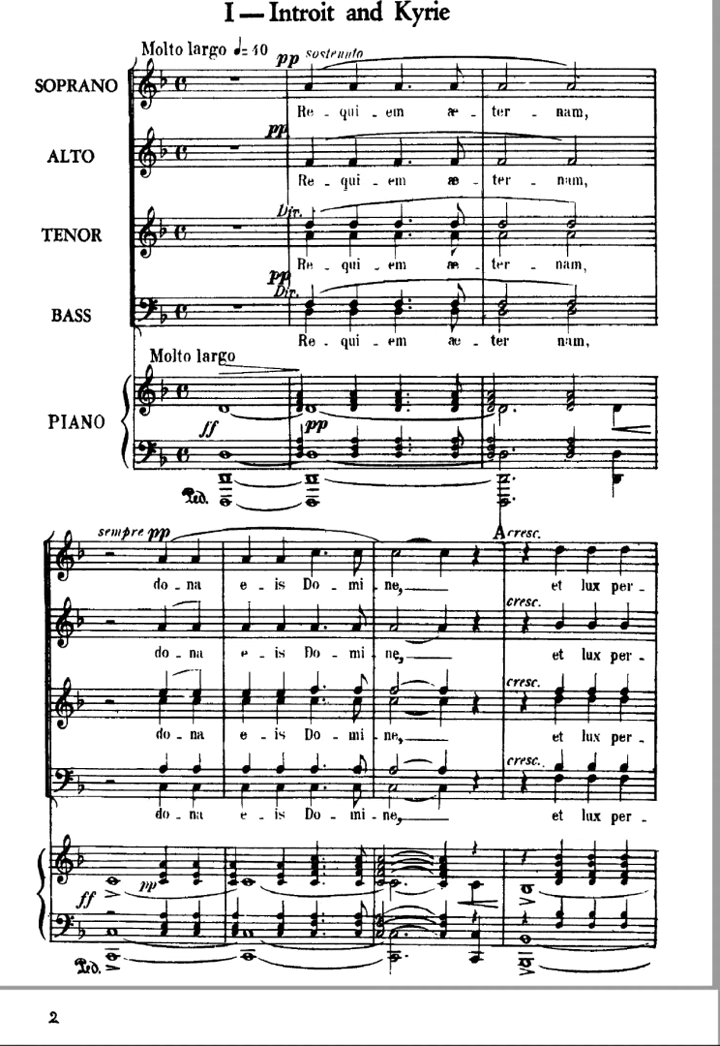 I — Introit and Kyrie
Molto largo ♩= 40
pp sostenuto
SOPRANO
Re - qui - em æ - ter - nam,
pp
ALTO
Re - qui - em æ - ter - nam,
Div.
TENOR
Re - qui - em æ - ter - nam,
pp
Div.
BASS
Re - qui - em æ - ter - nam,
Molto largo
PIANO
ff pp
Ped.
sempre pp
A cresc.
do - na e - is Do - mi - ne, et lux per -
cresc.
do - na e - is Do - mi - ne, et lux per -
cresc.
do - na e - is Do - mi - ne, et lux per -
cresc.
do - na e - is Do - mi - ne, et lux per -
pp
ff
Ped.
2